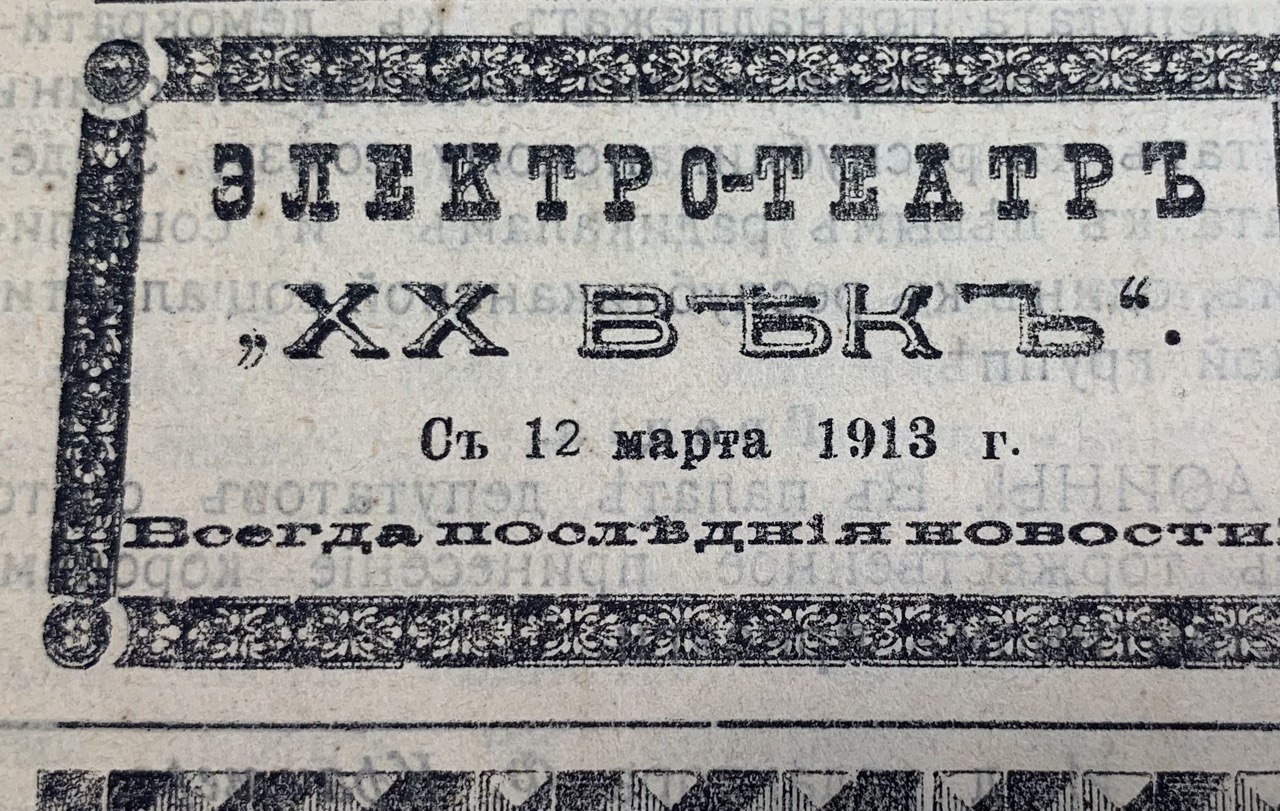 ЭЛЕКТРО-ТЕАТРЪ
„ХХ ВѢКЪ“.
Съ 12 марта 1913 г.
Всегда послѣднія новости